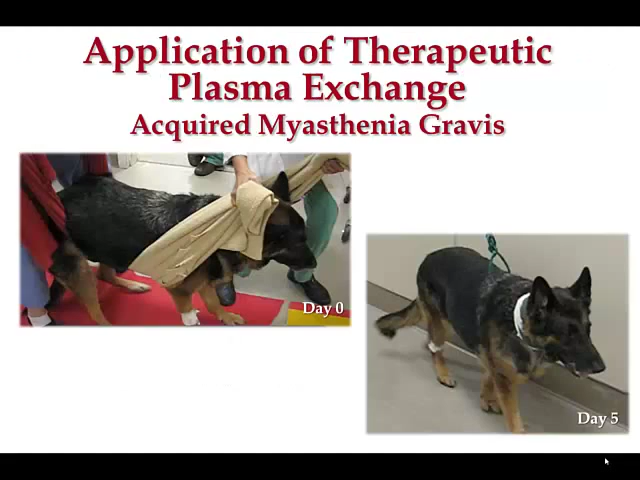 Application of Therapeutic
Plasma Exchange
Acquired Myasthenia Gravis
Day 0
Day 5